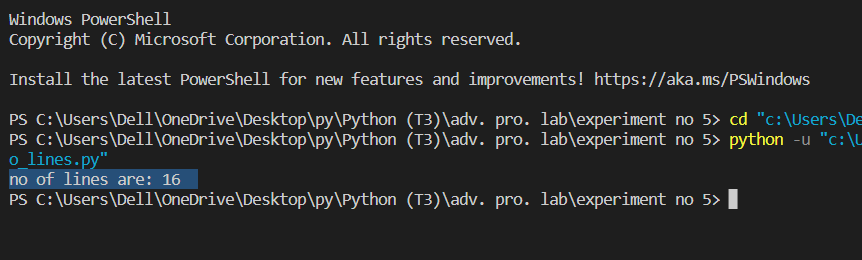 Windows PowerShell
Copyright (C) Microsoft Corporation. All rights reserved.
Install the latest PowerShell for new features and improvements! https://aka.ms/PSWindows
PS C:\Users\Dell\OneDrive\Desktop\py\Python (T3)\adv. pro. lab\experiment no 5> cd "c:\Users\De
PS C:\Users\Dell\OneDrive\Desktop\py\Python (T3)\adv. pro. lab\experiment no 5> python -u "c:\U
o_lines.py"
no of lines are: 16
PS C:\Users\Dell\OneDrive\Desktop\py\Python (T3)\adv. pro. lab\experiment no 5>